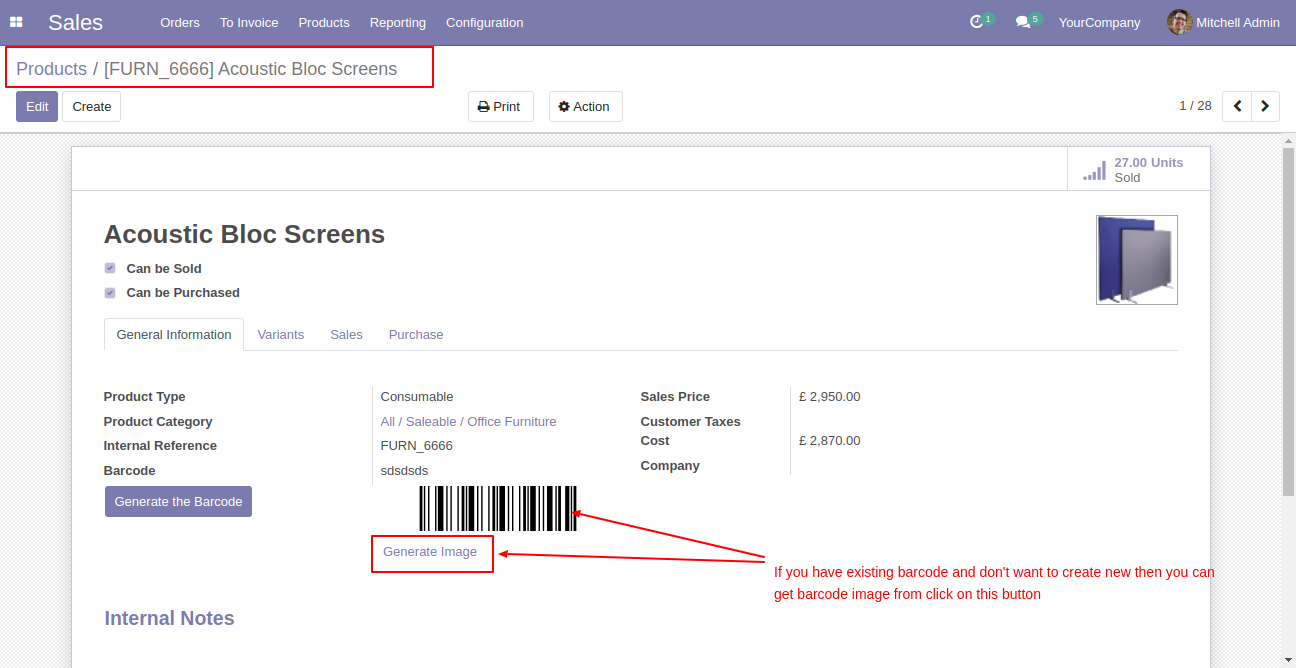 Sales Orders To Invoice Products Reporting Configuration 1 5 YourCompany Mitchell Admin
Products / [FURN_6666] Acoustic Bloc Screens
Edit Create Print Action 1 / 28
27.00 Units
Sold
Acoustic Bloc Screens
Can be Sold
Can be Purchased
General Information Variants Sales Purchase
Product Type Consumable Sales Price £ 2,950.00
Product Category All / Saleable / Office Furniture Customer Taxes
Internal Reference FURN_6666 Cost £ 2,870.00
Barcode sdsdsds Company
Generate the Barcode
Generate Image
If you have existing barcode and don't want to create new then you can
get barcode image from click on this button
Internal Notes